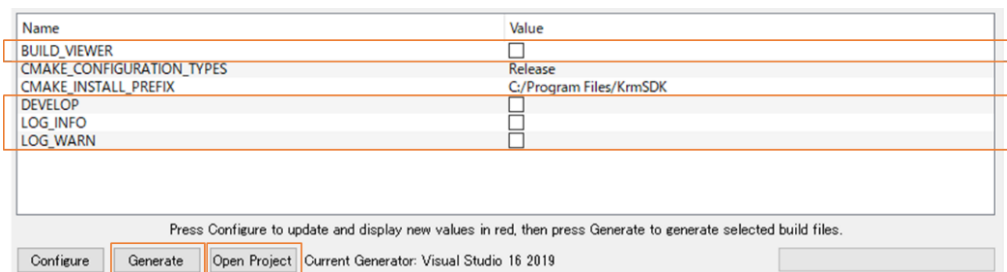 Name Value
BUILD_VIEWER
CMAKE_CONFIGURATION_TYPES Release
CMAKE_INSTALL_PREFIX C:/Program Files/KrmSDK
DEVELOP
LOG_INFO
LOG_WARN
Press Configure to update and display new values in red, then press Generate to generate selected build files.
Configure Generate Open Project Current Generator: Visual Studio 16 2019